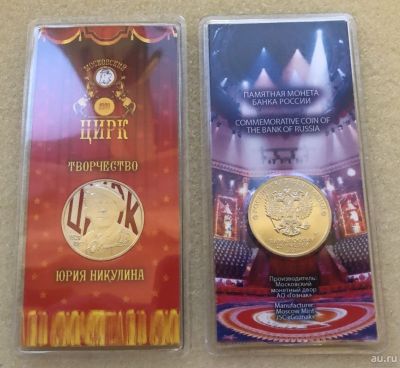 МОСКОВСКИЙ
ЦИРК
ТВОРЧЕСТВО
ЦИРК
ЮРИЯ НИКУЛИНА
ПАМЯТНАЯ МОНЕТА
БАНКА РОССИИ
COMMEMORATIVE COIN OF
THE BANK OF RUSSIA
Производитель:
Московский
монетный двор
АО «Гознак»
Manufacturer:
Moscow Mint
JSC «Goznak»
au.ru